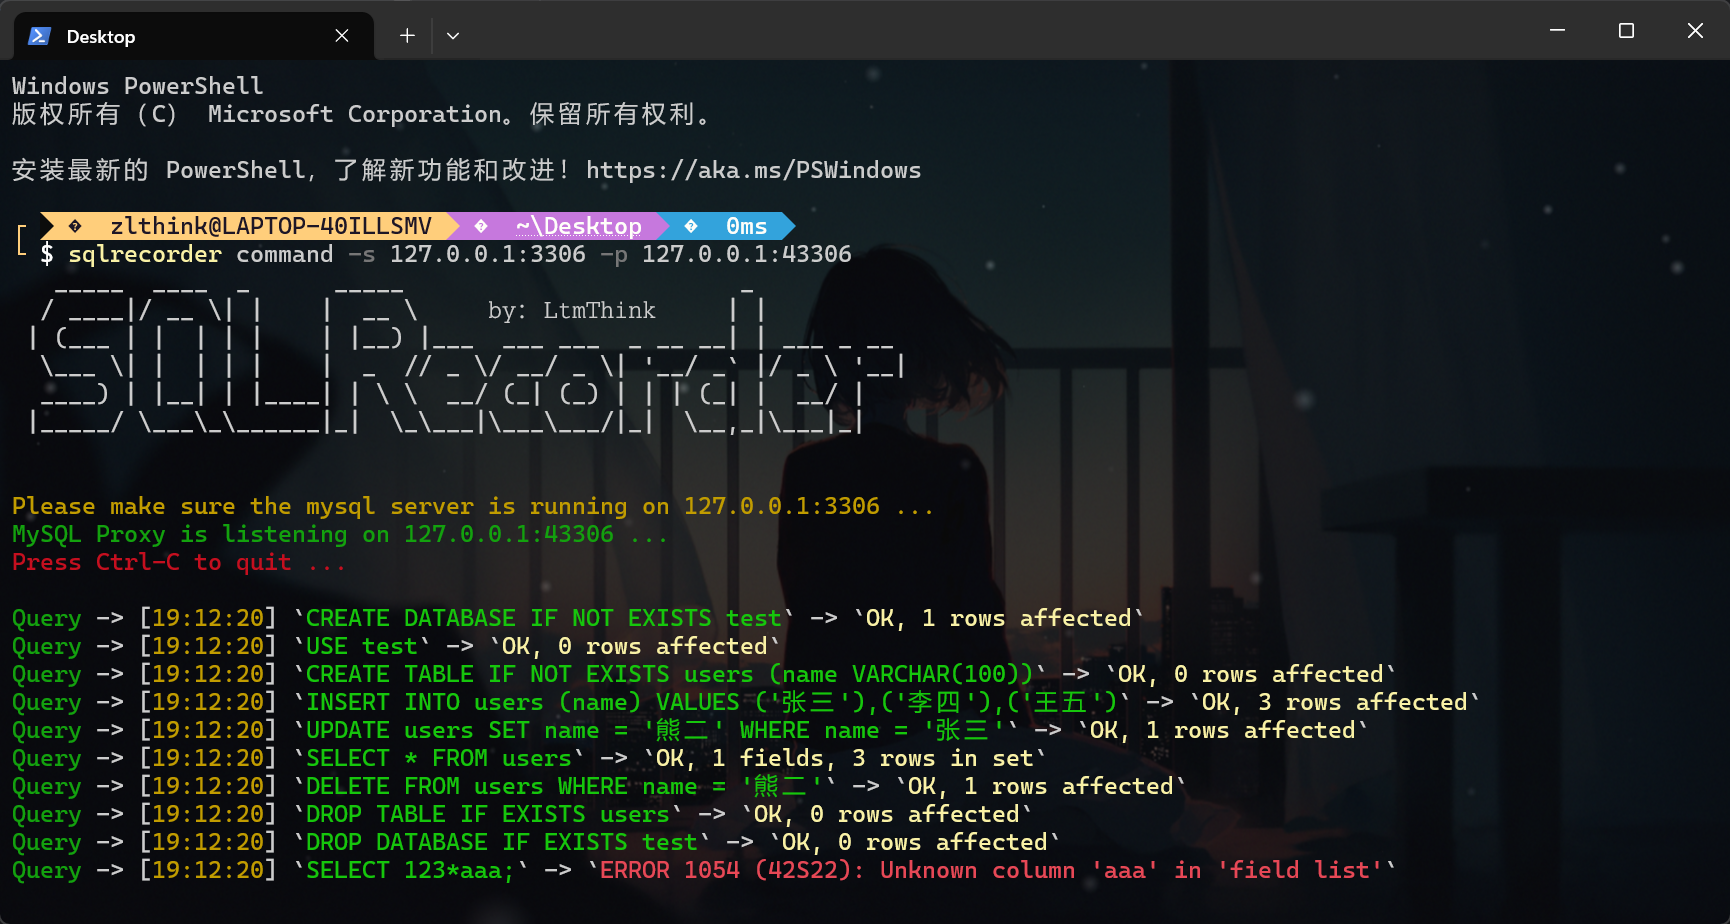 Desktop
Windows PowerShell
版权所有 (C) Microsoft Corporation。保留所有权利。
安装最新的 PowerShell，了解新功能和改进！https://aka.ms/PSWindows
zlthink@LAPTOP-40ILLSMV ~\Desktop 0ms
$ sqlrecorder command -s 127.0.0.1:3306 -p 127.0.0.1:43306
SQLRecorder
by: LtmThink
Please make sure the mysql server is running on 127.0.0.1:3306 ...
MySQL Proxy is listening on 127.0.0.1:43306 ...
Press Ctrl-C to quit ...
Query -> [19:12:20] `CREATE DATABASE IF NOT EXISTS test` -> `OK, 1 rows affected`
Query -> [19:12:20] `USE test` -> `OK, 0 rows affected`
Query -> [19:12:20] `CREATE TABLE IF NOT EXISTS users (name VARCHAR(100))` -> `OK, 0 rows affected`
Query -> [19:12:20] `INSERT INTO users (name) VALUES ('张三'),('李四'),('王五')` -> `OK, 3 rows affected`
Query -> [19:12:20] `UPDATE users SET name = '熊二' WHERE name = '张三'` -> `OK, 1 rows affected`
Query -> [19:12:20] `SELECT * FROM users` -> `OK, 1 fields, 3 rows in set`
Query -> [19:12:20] `DELETE FROM users WHERE name = '熊二'` -> `OK, 1 rows affected`
Query -> [19:12:20] `DROP TABLE IF EXISTS users` -> `OK, 0 rows affected`
Query -> [19:12:20] `DROP DATABASE IF EXISTS test` -> `OK, 0 rows affected`
Query -> [19:12:20] `SELECT 123*aaa;` -> `ERROR 1054 (42S22): Unknown column 'aaa' in 'field list'`